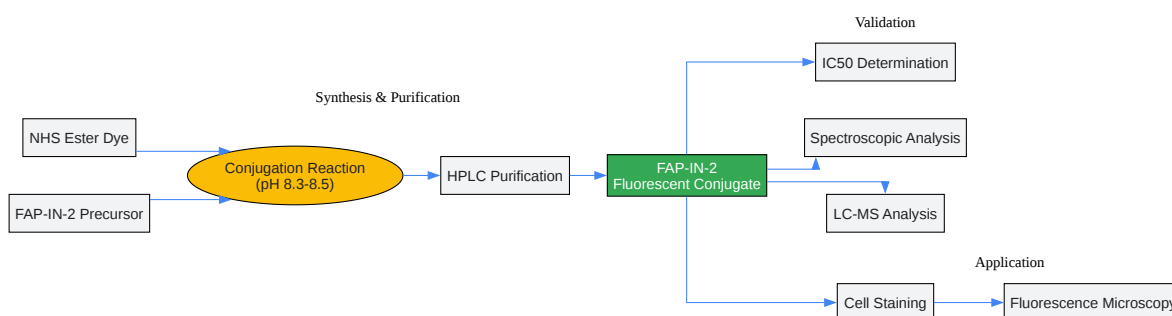 Validation
IC50 Determination
Synthesis & Purification
NHS Ester Dye
Spectroscopic Analysis
Conjugation Reaction
(pH 8.3-8.5)
HPLC Purification
FAP-IN-2
Fluorescent Conjugate
FAP-IN-2 Precursor
LC-MS Analysis
Application
Cell Staining
Fluorescence Microscopy